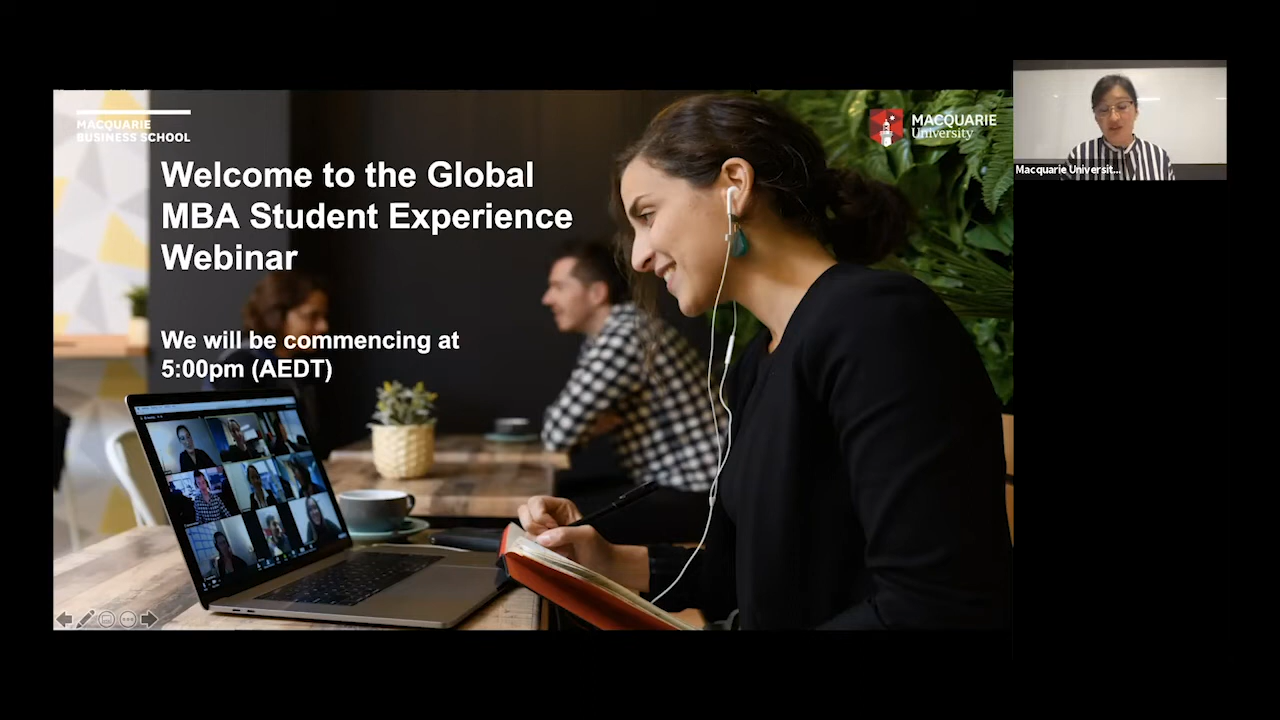 MACQUARIE
BUSINESS SCHOOL
MACQUARIE
University
Welcome to the Global
MBA Student Experience
Webinar
We will be commencing at
5:00pm (AEDT)
Macquarie Universit...